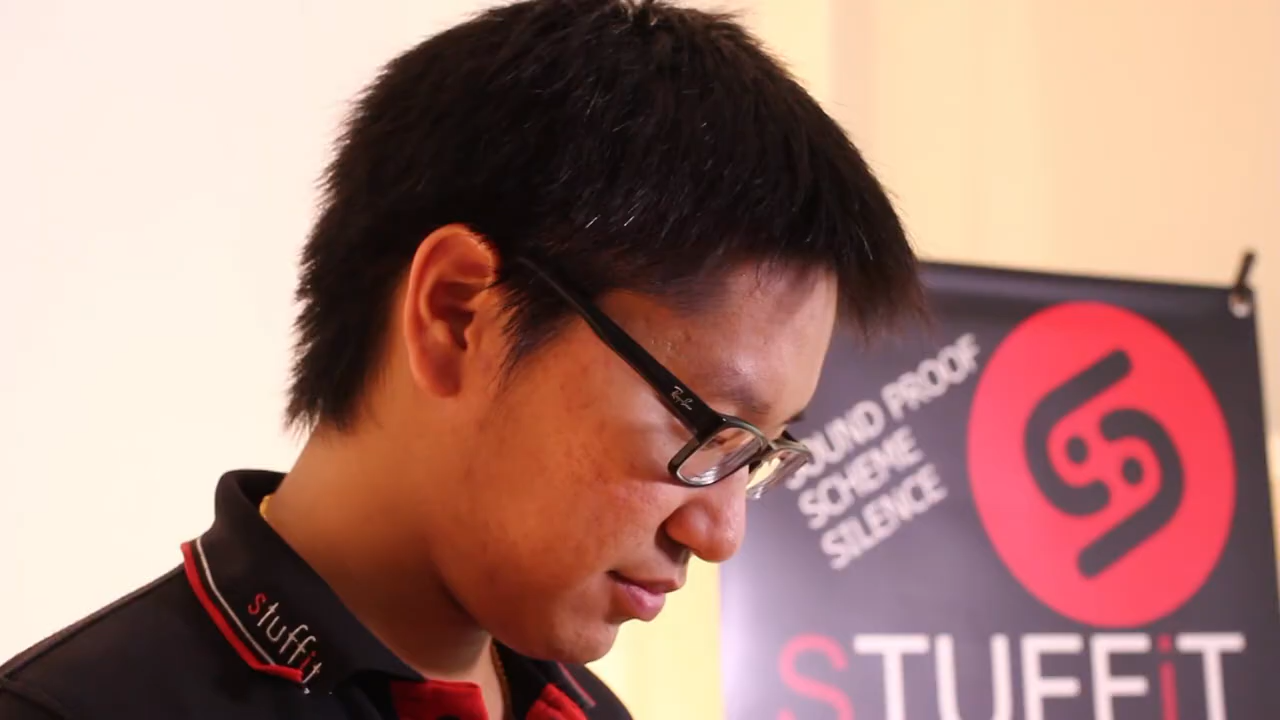 Ray-Ban
SOUND PROOF
SCHEME
SILENCE
STUFFiT
stuffit